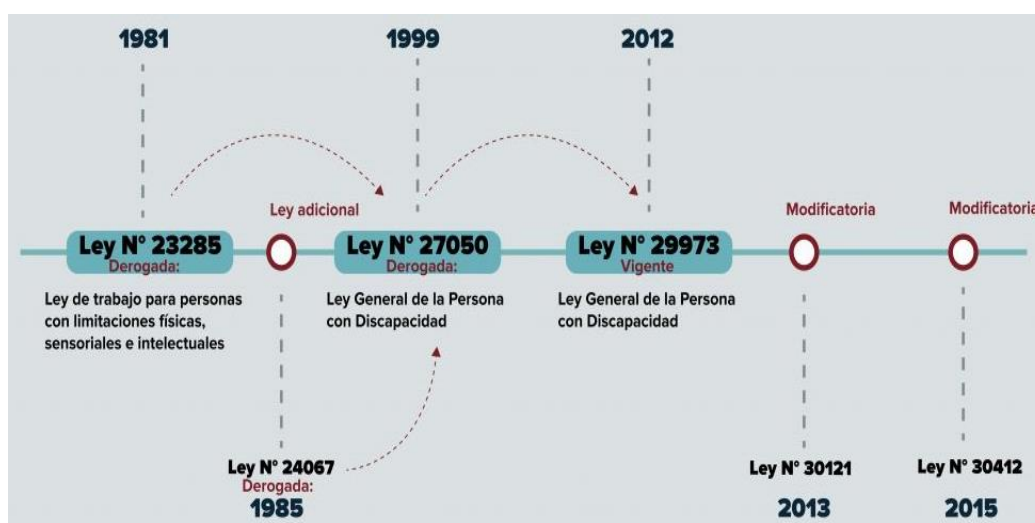 1981
1999
2012
Ley adicional
Modificatoria
Modificatoria
Ley N° 23285
Derogada:
Ley N° 27050
Derogada:
Ley N° 29973
Vigente
Ley de trabajo para personas
con limitaciones físicas,
sensoriales e intelectuales
Ley General de la Persona
con Discapacidad
Ley General de la Persona
con Discapacidad
Ley N° 24067
Derogada:
1985
Ley N° 30121
2013
Ley N° 30412
2015